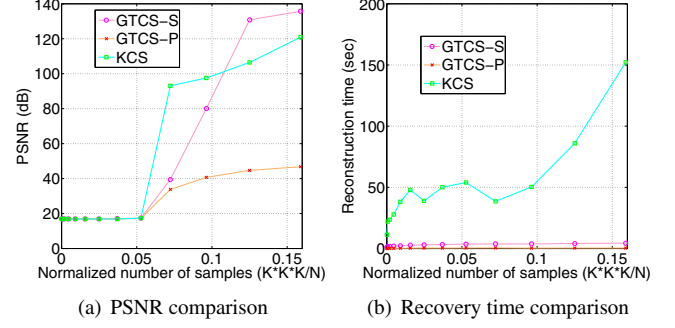 140
120
100
80
60
40
20
0
PSNR (dB)
GTCS-S
GTCS-P
KCS
0 0.05 0.1 0.15
Normalized number of samples (K*K*K/N)
(a) PSNR comparison
200
150
100
50
0
Reconstruction time (sec)
GTCS-S
GTCS-P
KCS
0 0.05 0.1 0.15
Normalized number of samples (K*K*K/N)
(b) Recovery time comparison